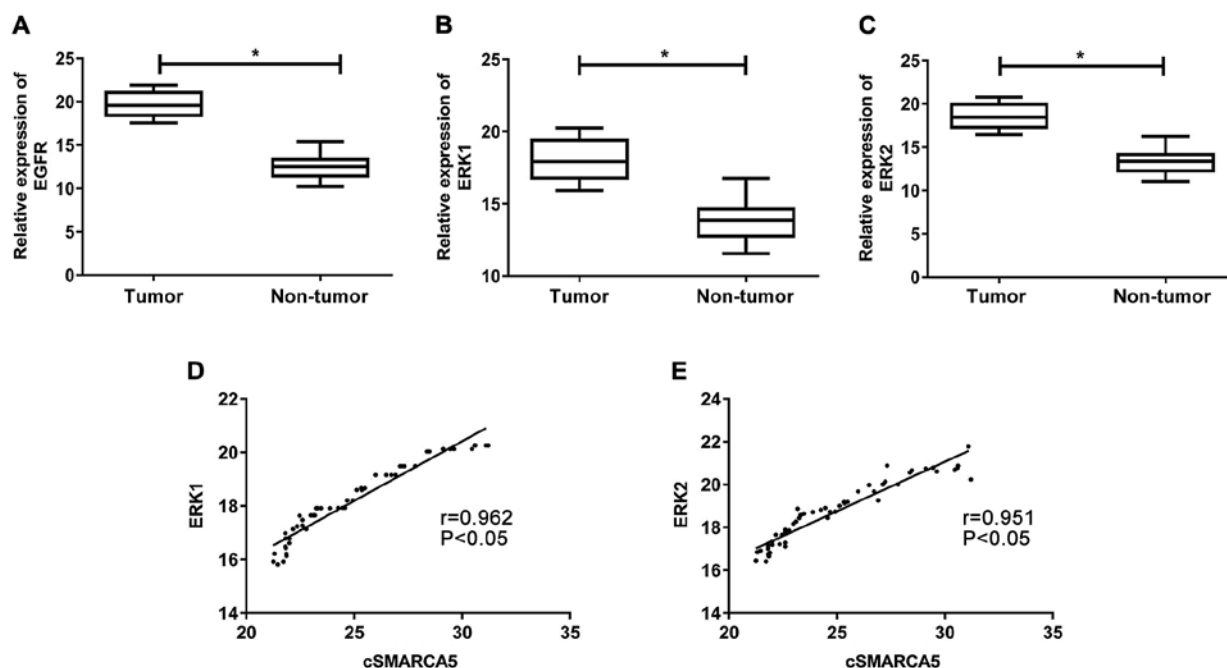 A
Relative expression of
EGFR
25
20
15
10
5
0
*
Tumor
Non-tumor
B
Relative expression of
ERK1
25
20
15
10
*
Tumor
Non-tumor
C
Relative expression of
ERK2
25
20
15
10
5
0
*
Tumor
Non-tumor
D
ERK1
22
20
18
16
14
r=0.962
P<0.05
20
25
30
35
cSMARCA5
E
ERK2
24
22
20
18
16
14
r=0.951
P<0.05
20
25
30
35
cSMARCA5